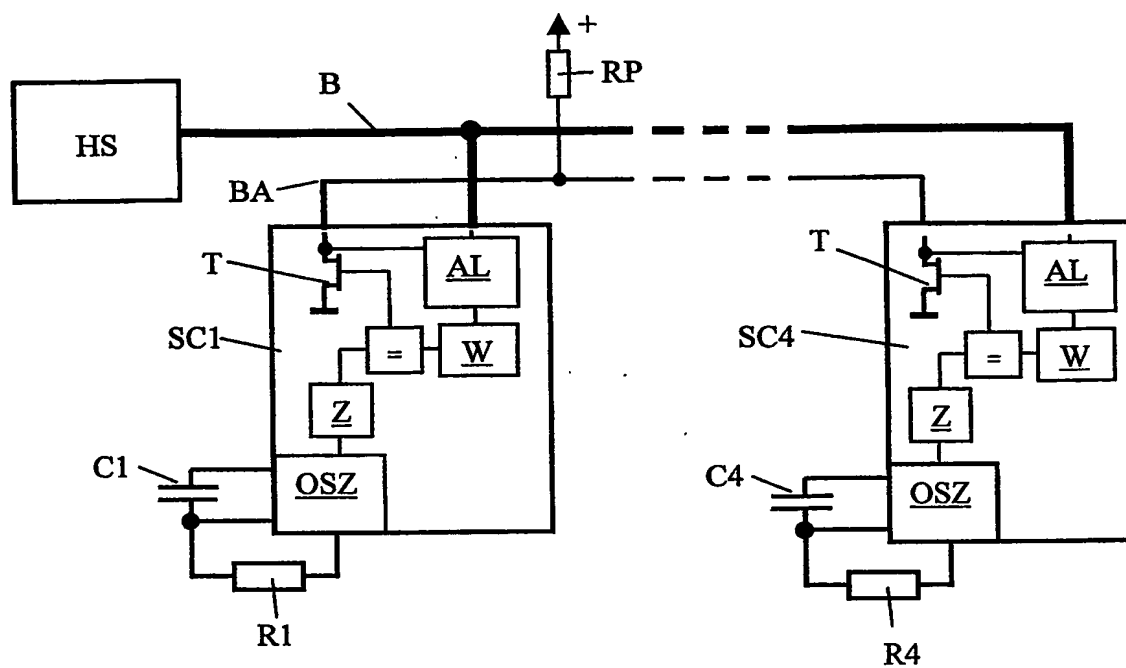 +
RP
B
HS
BA
T
AL
SC1
=
W
Z
C1
OSZ
R1
T
AL
SC4
=
W
Z
C4
OSZ
R4